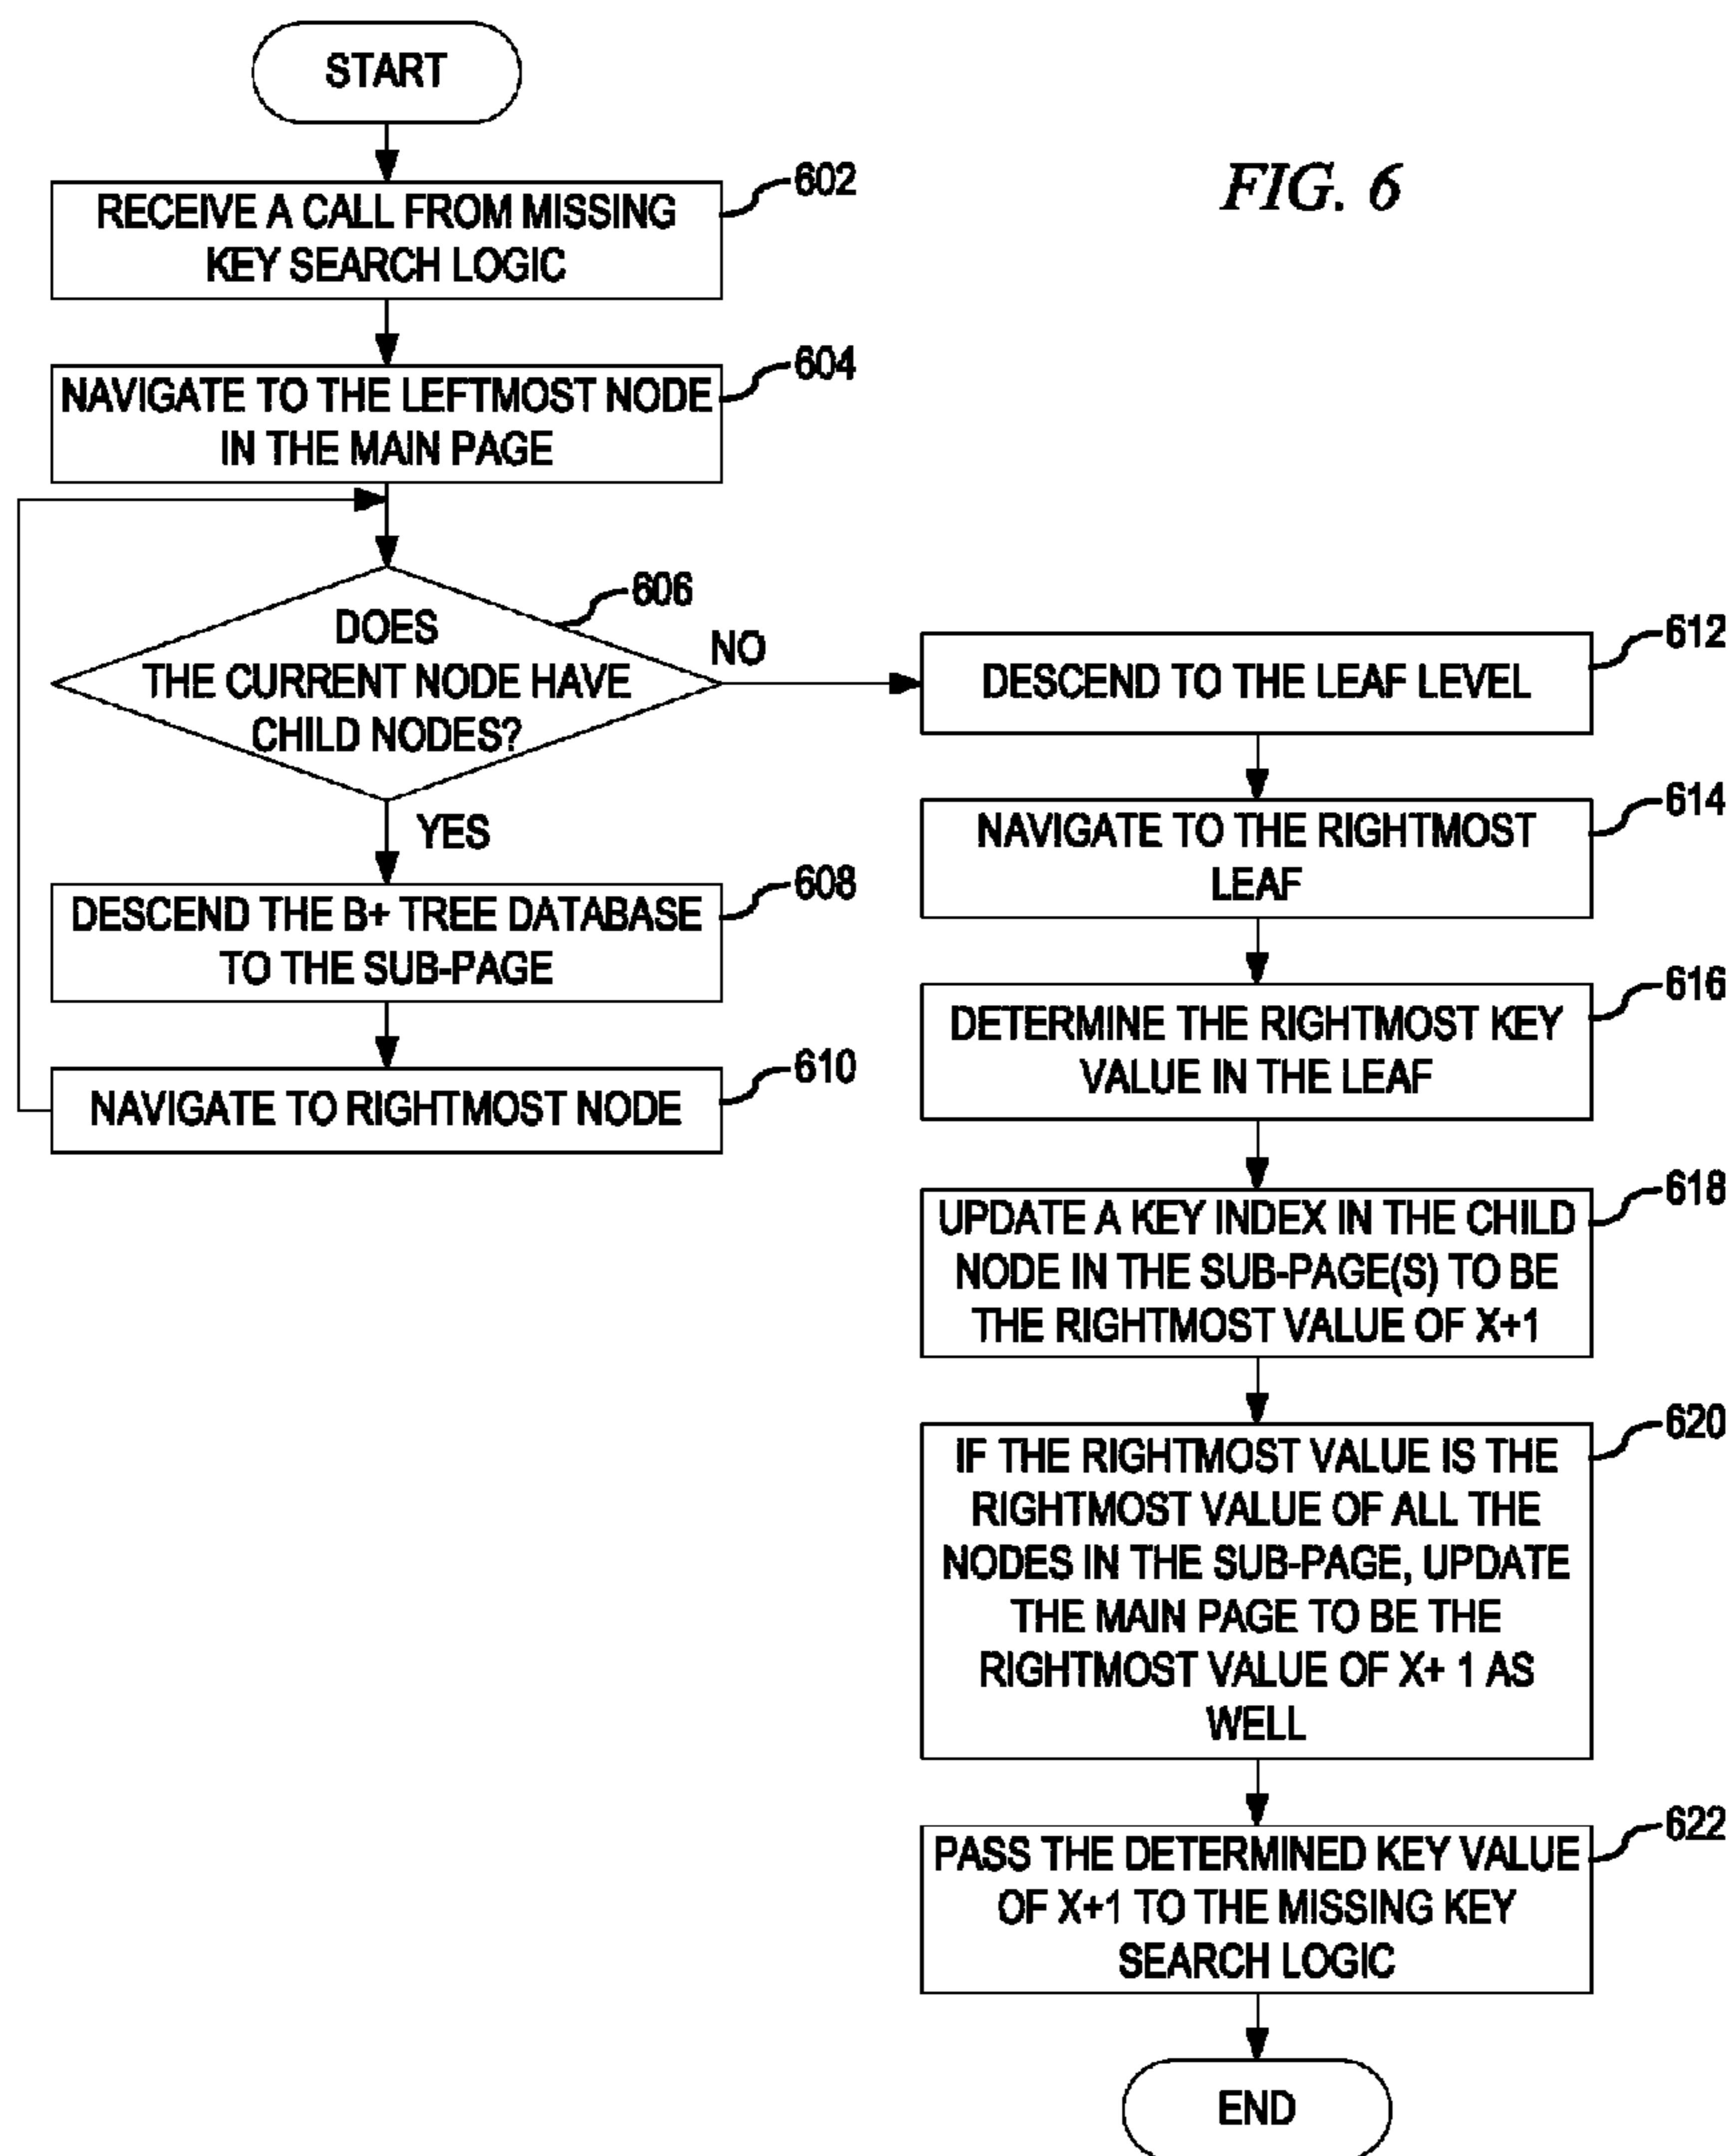 START
FIG. 6
602
RECEIVE A CALL FROM MISSING
KEY SEARCH LOGIC
604
NAVIGATE TO THE LEFTMOST NODE
IN THE MAIN PAGE
606
DOES
THE CURRENT NODE HAVE
CHILD NODES?
NO
YES
608
DESCEND THE B+ TREE DATABASE
TO THE SUB-PAGE
610
NAVIGATE TO RIGHTMOST NODE
612
DESCEND TO THE LEAF LEVEL
614
NAVIGATE TO THE RIGHTMOST
LEAF
616
DETERMINE THE RIGHTMOST KEY
VALUE IN THE LEAF
618
UPDATE A KEY INDEX IN THE CHILD
NODE IN THE SUB-PAGE(S) TO BE
THE RIGHTMOST VALUE OF X+1
620
IF THE RIGHTMOST VALUE IS THE
RIGHTMOST VALUE OF ALL THE
NODES IN THE SUB-PAGE, UPDATE
THE MAIN PAGE TO BE THE
RIGHTMOST VALUE OF X+ 1 AS
WELL
622
PASS THE DETERMINED KEY VALUE
OF X+1 TO THE MISSING KEY
SEARCH LOGIC
END